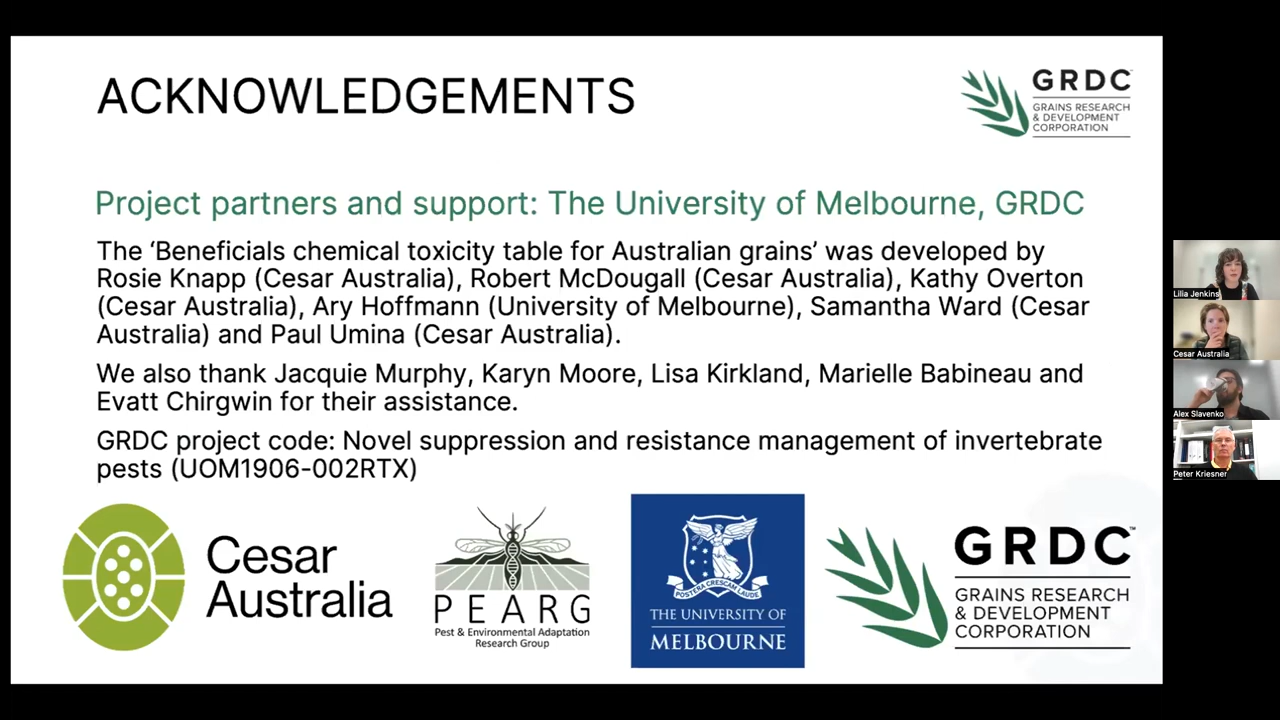 ACKNOWLEDGEMENTS
GRDC
GRAINS RESEARCH
& DEVELOPMENT
CORPORATION
Project partners and support: The University of Melbourne, GRDC
The ‘Beneficials chemical toxicity table for Australian grains’ was developed by
Rosie Knapp (Cesar Australia), Robert McDougall (Cesar Australia), Kathy Overton
(Cesar Australia), Ary Hoffmann (University of Melbourne), Samantha Ward (Cesar
Australia) and Paul Umina (Cesar Australia).
We also thank Jacquie Murphy, Karyn Moore, Lisa Kirkland, Marielle Babineau and
Evatt Chirgwin for their assistance.
GRDC project code: Novel suppression and resistance management of invertebrate
pests (UOM1906-002RTX)
Cesar
Australia
PEARG
Pest & Environmental Adaptation
Research Group
POSTERA CRESCAM LAUDE
THE UNIVERSITY OF
MELBOURNE
GRDC™
GRAINS RESEARCH
& DEVELOPMENT
CORPORATION
Lilia Jenkins
Cesar Australia
Alex Slavenko
Peter Kriesner